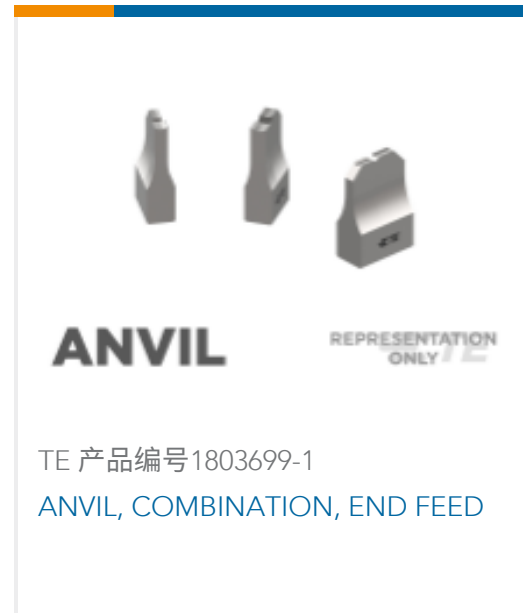 ANVIL
REPRESENTATION
ONLY
TE
TE 产品编号1803699-1
ANVIL, COMBINATION, END FEED